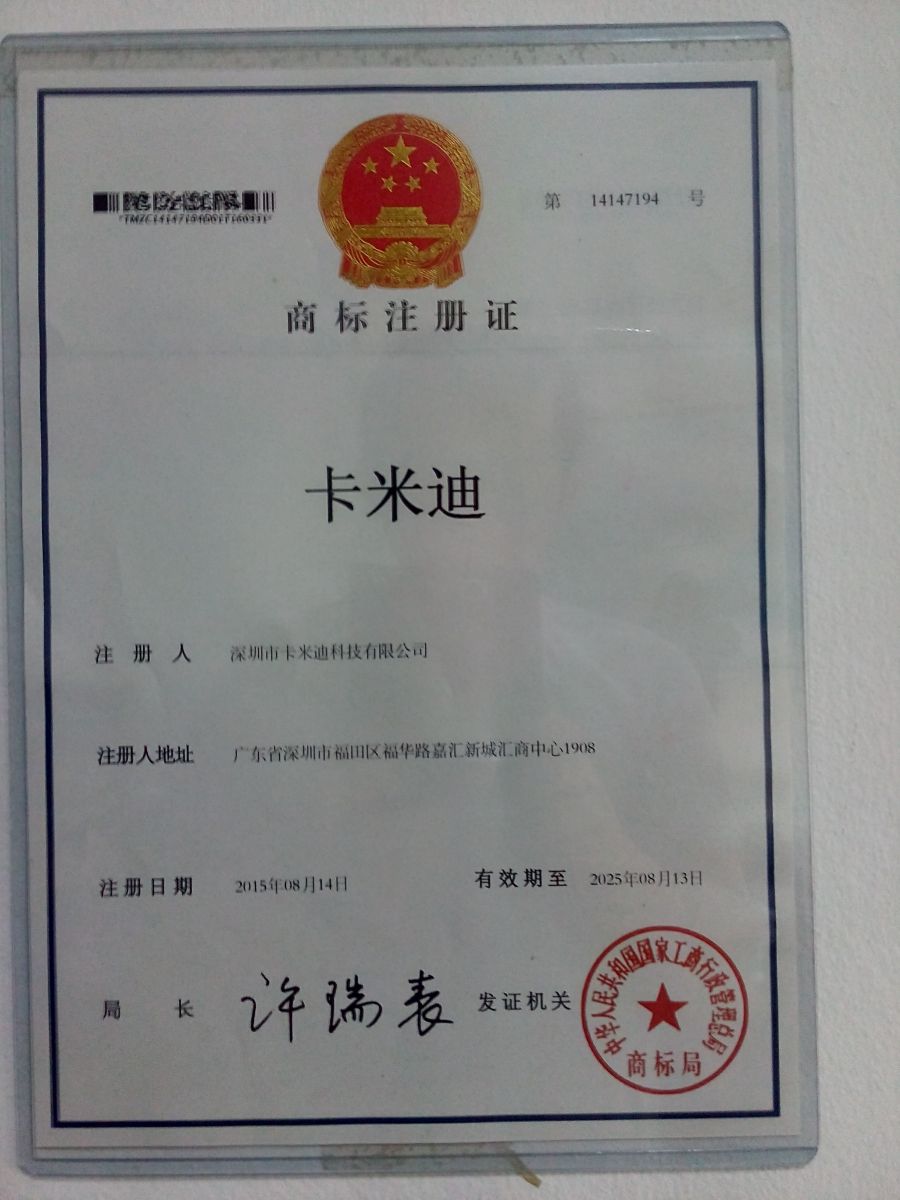 第 14147194 号
商标注册证
卡米迪
注册人 深圳市卡米迪科技有限公司
注册人地址 广东省深圳市福田区福华路嘉汇新城汇商中心1908
注册日期 2015年08月14日 有效期至 2025年08月13日
局长 许瑞表 发证机关
中华人民共和国国家工商行政管理总局
商标局